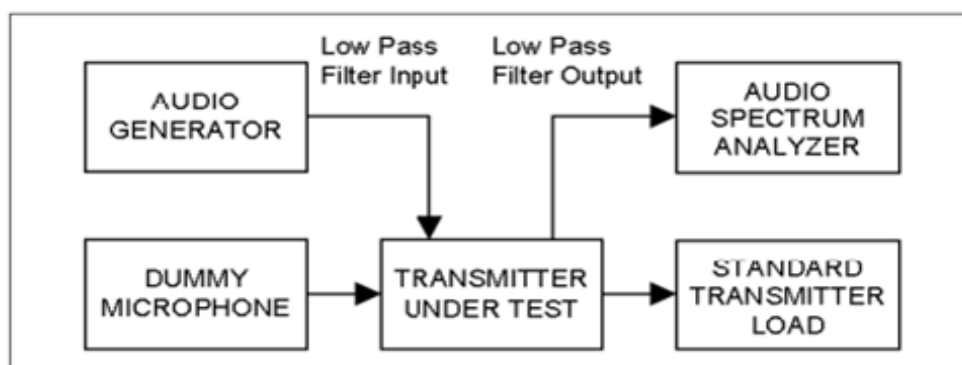 Low Pass
Filter Input
Low Pass
Filter Output
AUDIO
GENERATOR
AUDIO
SPECTRUM
ANALYZER
DUMMY
MICROPHONE
TRANSMITTER
UNDER TEST
STANDARD
TRANSMITTER
LOAD